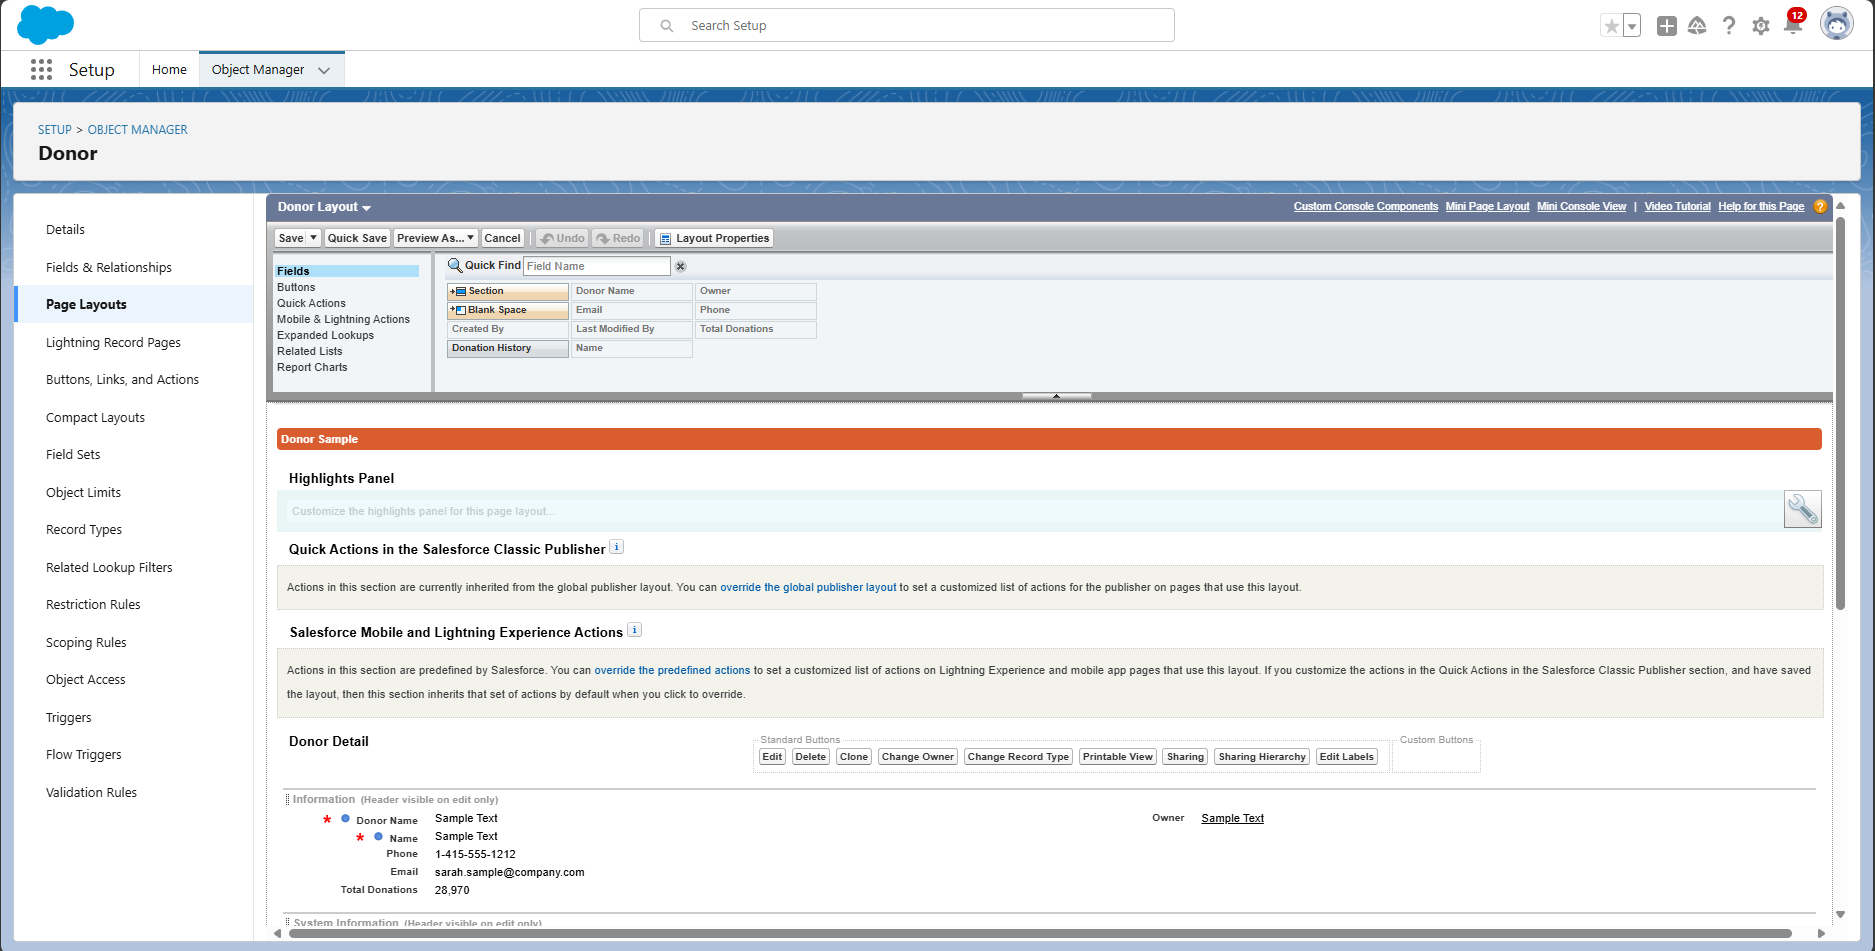 Search Setup
12
Setup
Home
Object Manager
SETUP > OBJECT MANAGER
Donor
Details
Fields & Relationships
Page Layouts
Lightning Record Pages
Buttons, Links, and Actions
Compact Layouts
Field Sets
Object Limits
Record Types
Related Lookup Filters
Restriction Rules
Scoping Rules
Object Access
Triggers
Flow Triggers
Validation Rules
Donor Layout
Custom Console Components Mini Page Layout Mini Console View | Video Tutorial Help for this Page ?
Save Quick Save Preview As... Cancel Undo Redo Layout Properties
Fields
Buttons
Quick Actions
Mobile & Lightning Actions
Expanded Lookups
Related Lists
Report Charts
Quick Find Field Name
Section Donor Name Owner
Blank Space Email Phone
Created By Last Modified By Total Donations
Donation History Name
Donor Sample
Highlights Panel
Customize the highlights panel for this page layout...
Quick Actions in the Salesforce Classic Publisher i
Actions in this section are currently inherited from the global publisher layout. You can override the global publisher layout to set a customized list of actions for the publisher on pages that use this layout.
Salesforce Mobile and Lightning Experience Actions i
Actions in this section are predefined by Salesforce. You can override the predefined actions to set a customized list of actions on Lightning Experience and mobile app pages that use this layout. If you customize the actions in the Quick Actions in the Salesforce Classic Publisher section, and have saved
the layout, then this section inherits that set of actions by default when you click to override.
Donor Detail
Standard Buttons
Edit Delete Clone Change Owner Change Record Type Printable View Sharing Sharing Hierarchy Edit Labels
Custom Buttons
Information (Header visible on edit only)
* Donor Name Sample Text
Owner Sample Text
* Name Sample Text
Phone 1-415-555-1212
Email sarah.sample@company.com
Total Donations 28,970
System Information (Header visible on edit only)